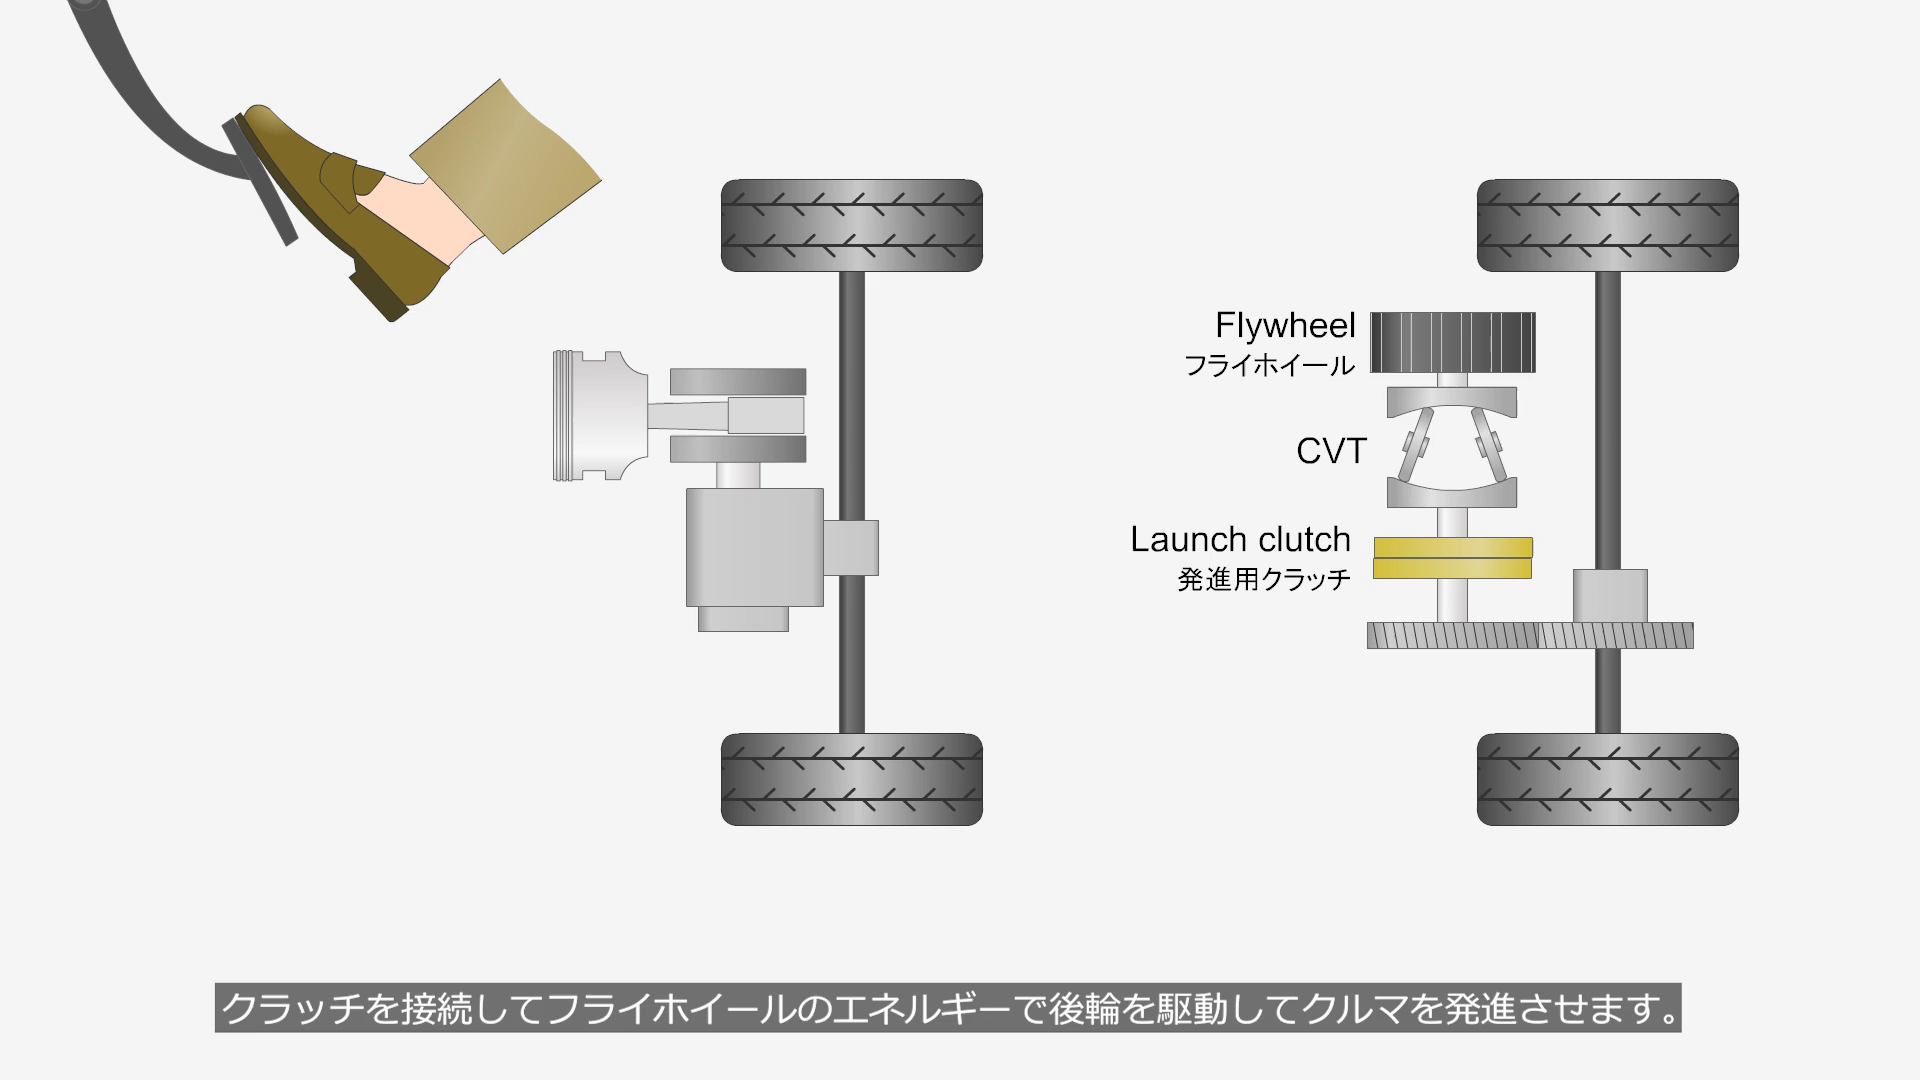 Flywheel
フライホイール
CVT
Launch clutch
発進用クラッチ
クラッチを接続してフライホイールのエネルギーで後輪を駆動してクルマを発進させます。